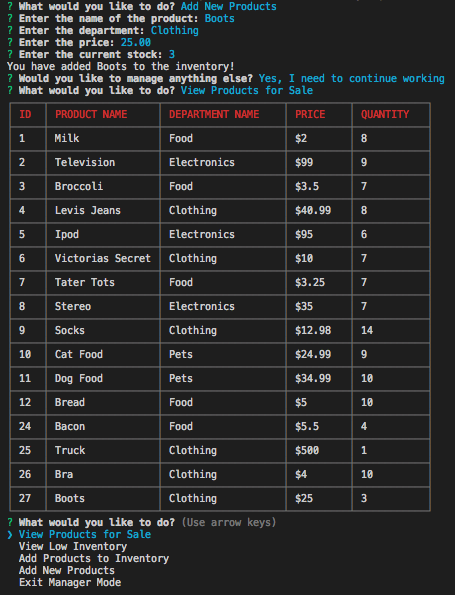 ? What would you like to do? Add New Products
? Enter the name of the product: Boots
? Enter the department: Clothing
? Enter the price: 25.00
? Enter the current stock: 3
You have added Boots to the inventory!
? Would you like to manage anything else? Yes, I need to continue working
? What would you like to do? View Products for Sale
ID PRODUCT NAME DEPARTMENT NAME PRICE QUANTITY
1 Milk Food $2 8
2 Television Electronics $99 9
3 Broccoli Food $3.5 7
4 Levis Jeans Clothing $40.99 8
5 Ipod Electronics $95 6
6 Victorias Secret Clothing $10 7
7 Tater Tots Food $3.25 7
8 Stereo Electronics $35 7
9 Socks Clothing $12.98 14
10 Cat Food Pets $24.99 9
11 Dog Food Pets $34.99 10
12 Bread Food $5 10
24 Bacon Food $5.5 4
25 Truck Clothing $500 1
26 Bra Clothing $4 10
27 Boots Clothing $25 3
? What would you like to do? (Use arrow keys)
❯ View Products for Sale
View Low Inventory
Add Products to Inventory
Add New Products
Exit Manager Mode